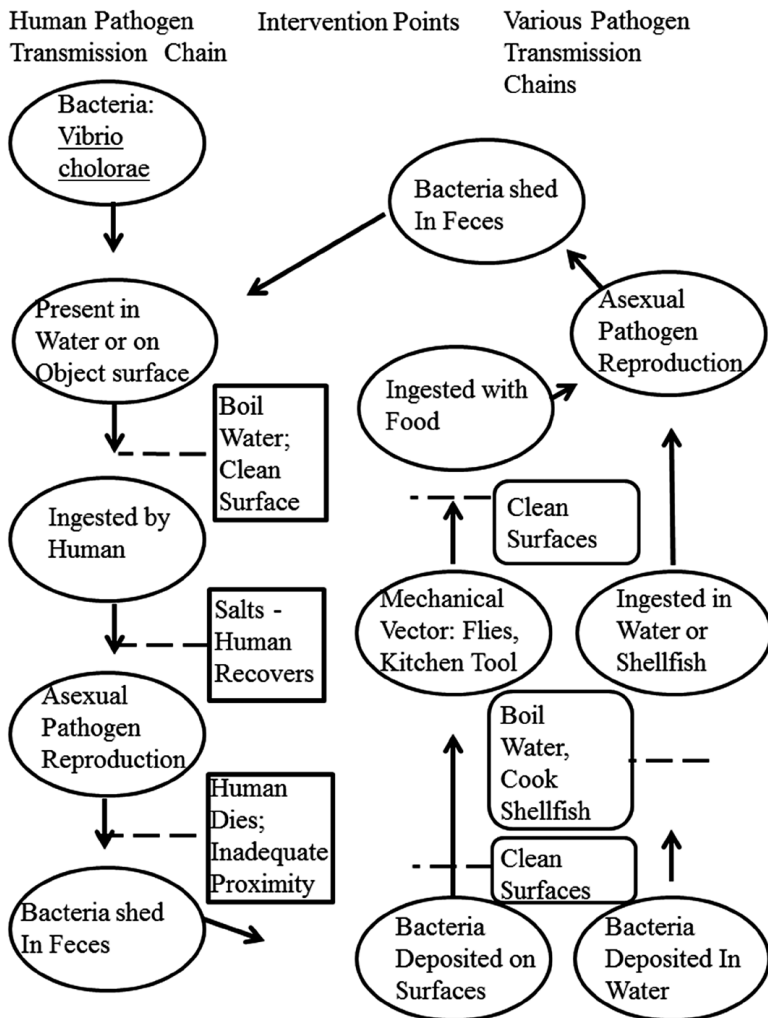 Human Pathogen
Transmission Chain
Intervention Points
Various Pathogen
Transmission
Chains
Bacteria:
Vibrio
cholorae
Present in
Water or on
Object surface
Boil
Water;
Clean
Surface
Ingested by
Human
Salts -
Human
Recovers
Asexual
Pathogen
Reproduction
Human
Dies;
Inadequate
Proximity
Bacteria shed
In Feces
Bacteria shed
In Feces
Asexual
Pathogen
Reproduction
Ingested with
Food
Clean
Surfaces
Mechanical
Vector: Flies,
Kitchen Tool
Ingested in
Water or
Shellfish
Boil
Water,
Cook
Shellfish
Clean
Surfaces
Bacteria
Deposited on
Surfaces
Bacteria
Deposited In
Water